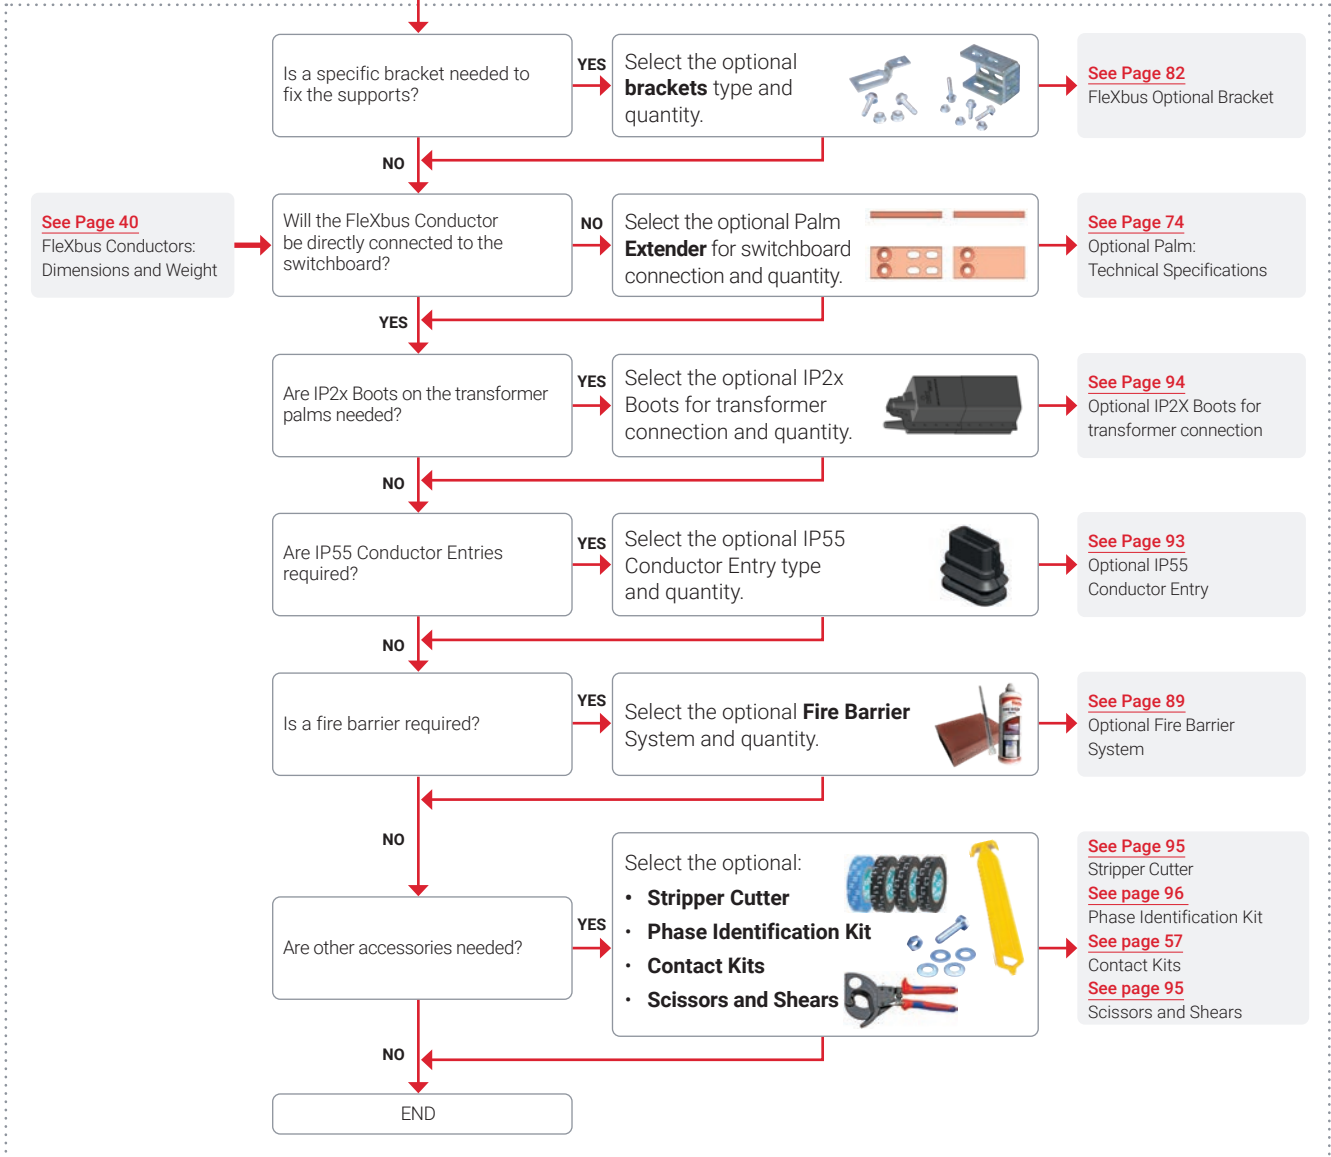 Is a specific bracket needed to
fix the supports?
YES
Select the optional
brackets type and
quantity.
See Page 82
FleXbus Optional Bracket
NO
See Page 40
FleXbus Conductors:
Dimensions and Weight
Will the FleXbus Conductor
be directly connected to the
switchboard?
NO
Select the optional Palm
Extender for switchboard
connection and quantity.
See Page 74
Optional Palm:
Technical Specifications
YES
Are IP2x Boots on the transformer
palms needed?
YES
Select the optional IP2x
Boots for transformer
connection and quantity.
See Page 94
Optional IP2X Boots for
transformer connection
NO
Are IP55 Conductor Entries
required?
YES
Select the optional IP55
Conductor Entry type
and quantity.
See Page 93
Optional IP55
Conductor Entry
NO
Is a fire barrier required?
YES
Select the optional Fire Barrier
System and quantity.
See Page 89
Optional Fire Barrier
System
NO
Are other accessories needed?
YES
Select the optional:
• Stripper Cutter
• Phase Identification Kit
• Contact Kits
• Scissors and Shears
See Page 95
Stripper Cutter
See page 96
Phase Identification Kit
See page 57
Contact Kits
See page 95
Scissors and Shears
NO
END